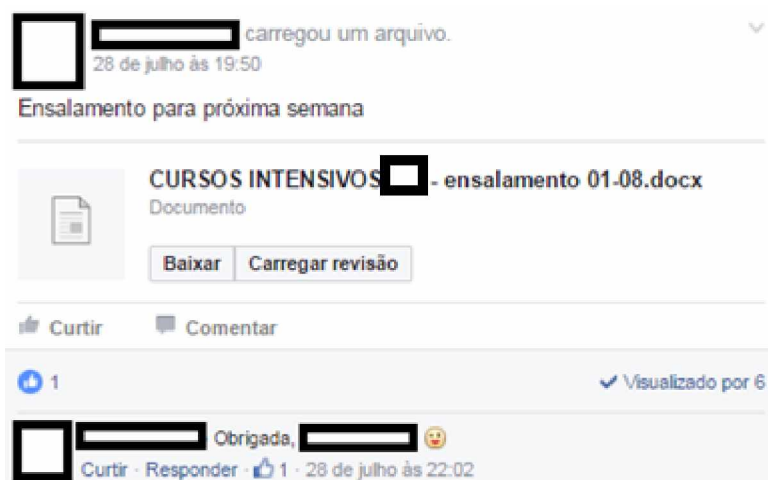 carregou um arquivo.
28 de julho às 19:50
Ensalamento para próxima semana
CURSOS INTENSIVOS - ensalamento 01-08.docx
Documento
Baixar Carregar revisão
Curtir Comentar
1 Visualizado por 6
Obrigada,
Curtir · Responder · 1 · 28 de julho às 22:02